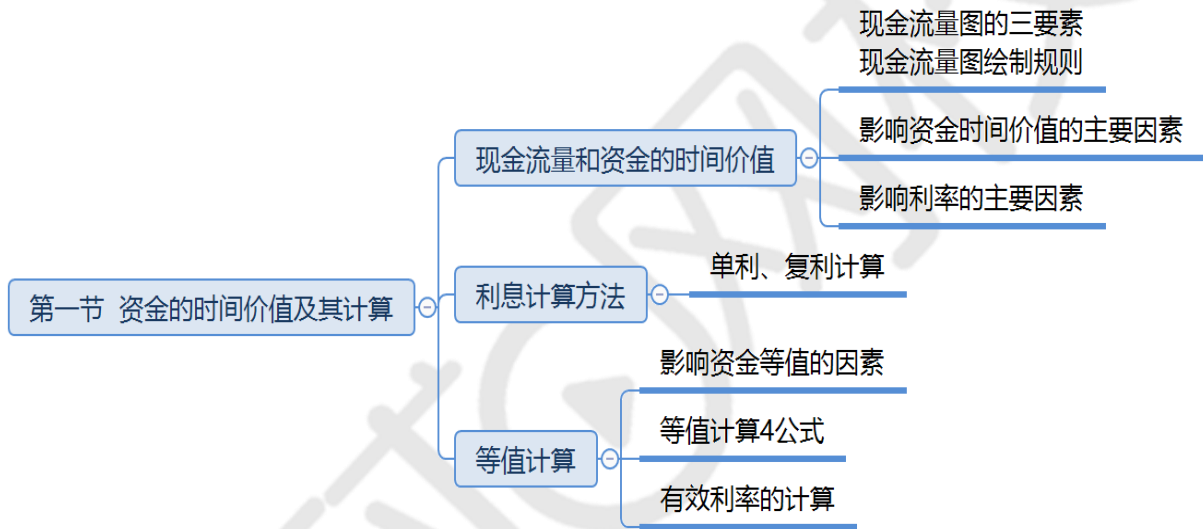 第一节 资金的时间价值及其计算
现金流量和资金的时间价值
现金流量图的三要素
现金流量图绘制规则
影响资金时间价值的主要因素
影响利率的主要因素
利息计算方法
单利、复利计算
等值计算
影响资金等值的因素
等值计算4公式
有效利率的计算